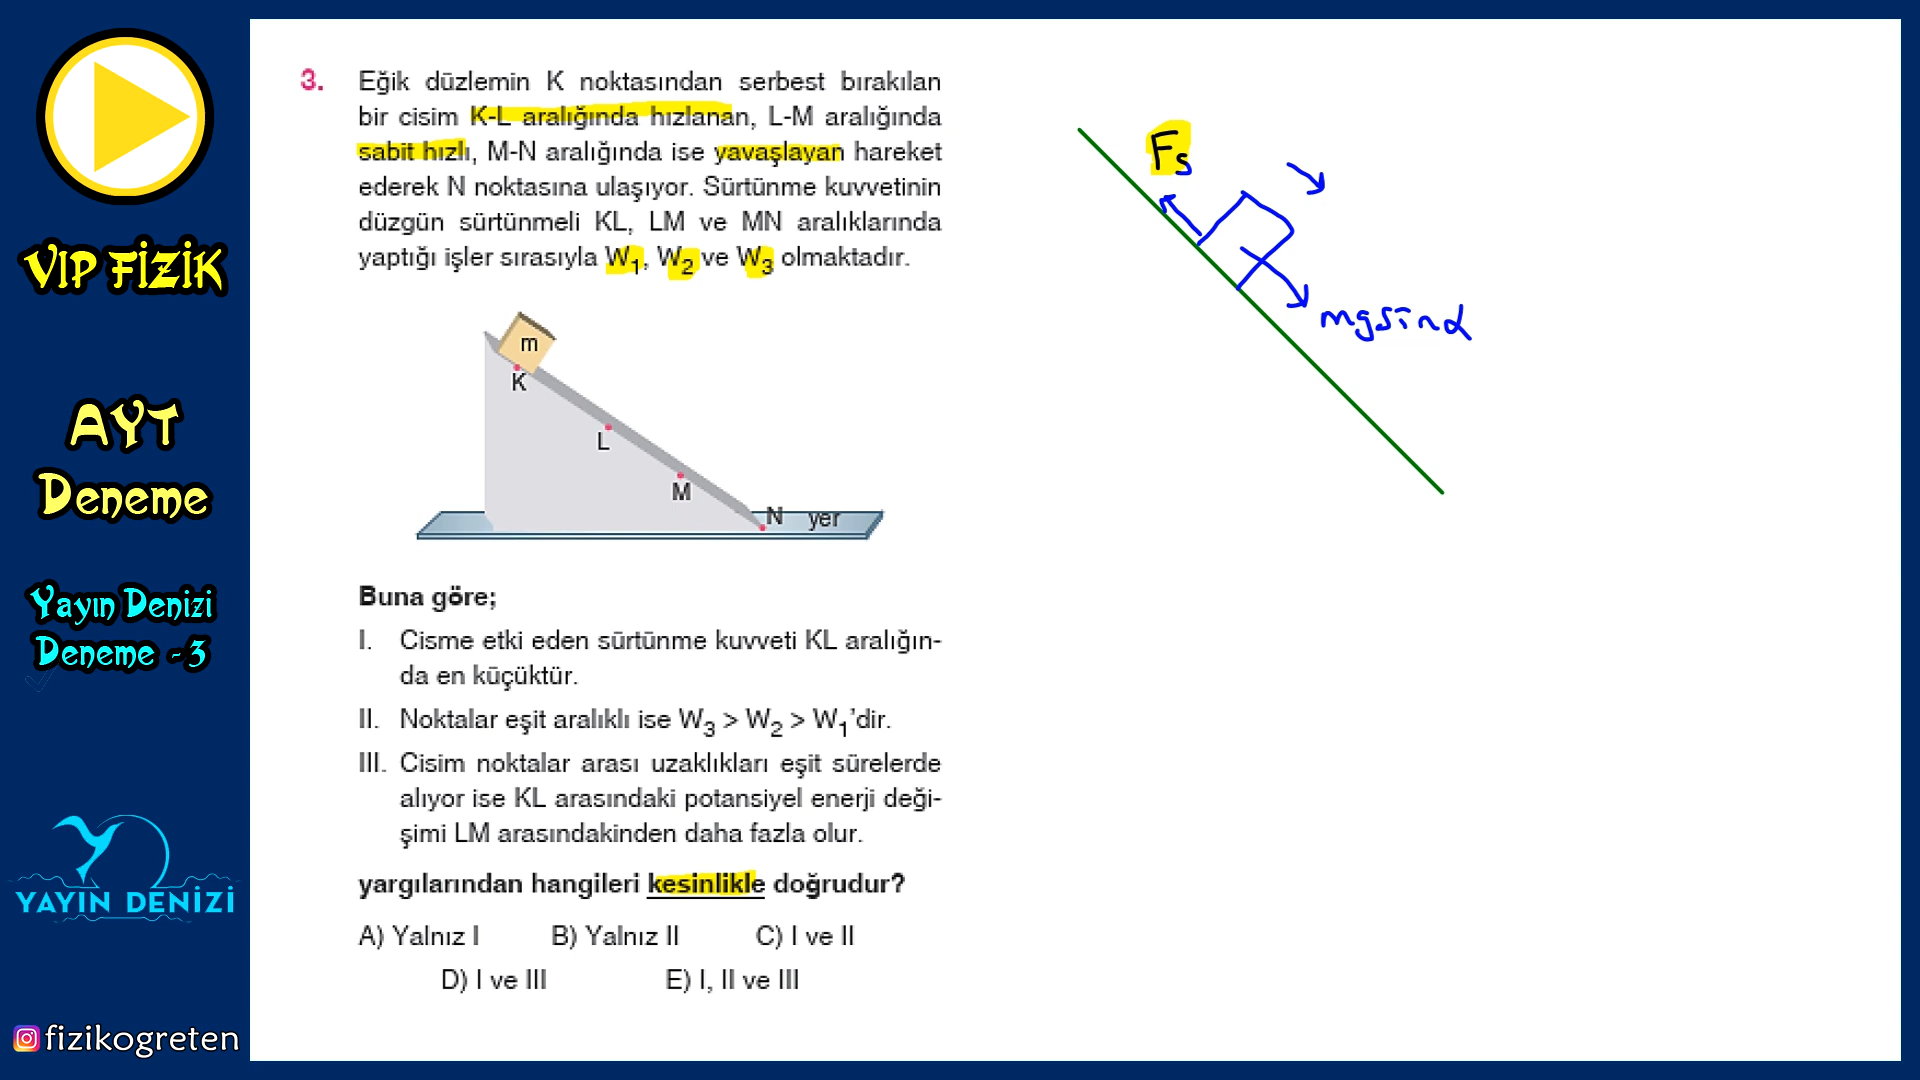 VIP FİZİK
AYT
Deneme
Yayın Denizi
Deneme - 3
YAYIN DENİZİ
fizikogreten
3. Eğik düzlemin K noktasından serbest bırakılan
bir cisim K-L aralığında hızlanan, L-M aralığında
sabit hızlı, M-N aralığında ise yavaşlayan hareket
ederek N noktasına ulaşıyor. Sürtünme kuvvetinin
düzgün sürtünmeli KL, LM ve MN aralıklarında
yaptığı işler sırasıyla W1, W2 ve W3 olmaktadır.
m
K
L
M
N yer
Buna göre;
I. Cisme etki eden sürtünme kuvveti KL aralığın-
da en küçüktür.
II. Noktalar eşit aralıklı ise W3 > W2 > W1'dir.
III. Cisim noktalar arası uzaklıkları eşit sürelerde
alıyor ise KL arasındaki potansiyel enerji deği-
şimi LM arasındakinden daha fazla olur.
yargılarından hangileri kesinlikle doğrudur?
A) Yalnız I B) Yalnız II C) I ve II
D) I ve III E) I, II ve III
Fs
mgsinα